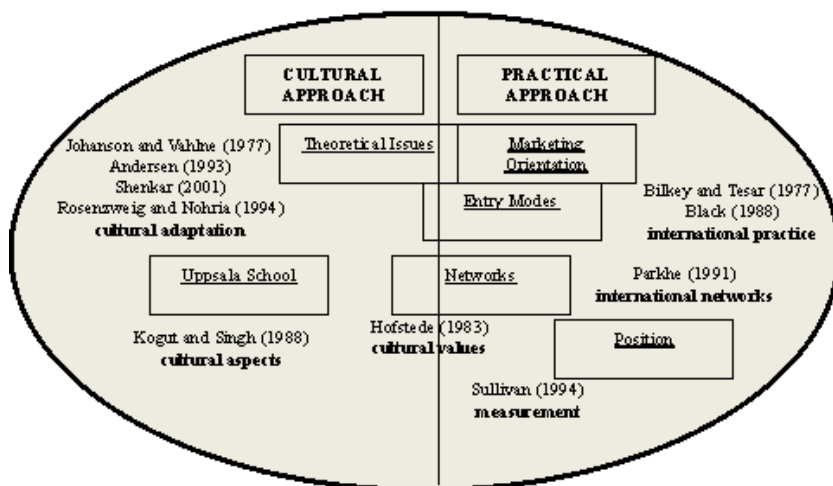 CULTURAL
APPROACH
PRACTICAL
APPROACH
Theoretical Issues
Marketing
Orientation
Johanson and Vahlne (1977)
Andersen (1993)
Shenkar (2001)
Rosenzweig and Nohria (1994)
cultural adaptation
Entry Modes
Bilkey and Tesar (1977)
Black (1988)
international practice
Uppsala School
Networks
Parkhe (1991)
international networks
Kogut and Singh (1988)
cultural aspects
Hofstede (1983)
cultural values
Position
Sullivan (1994)
measurement